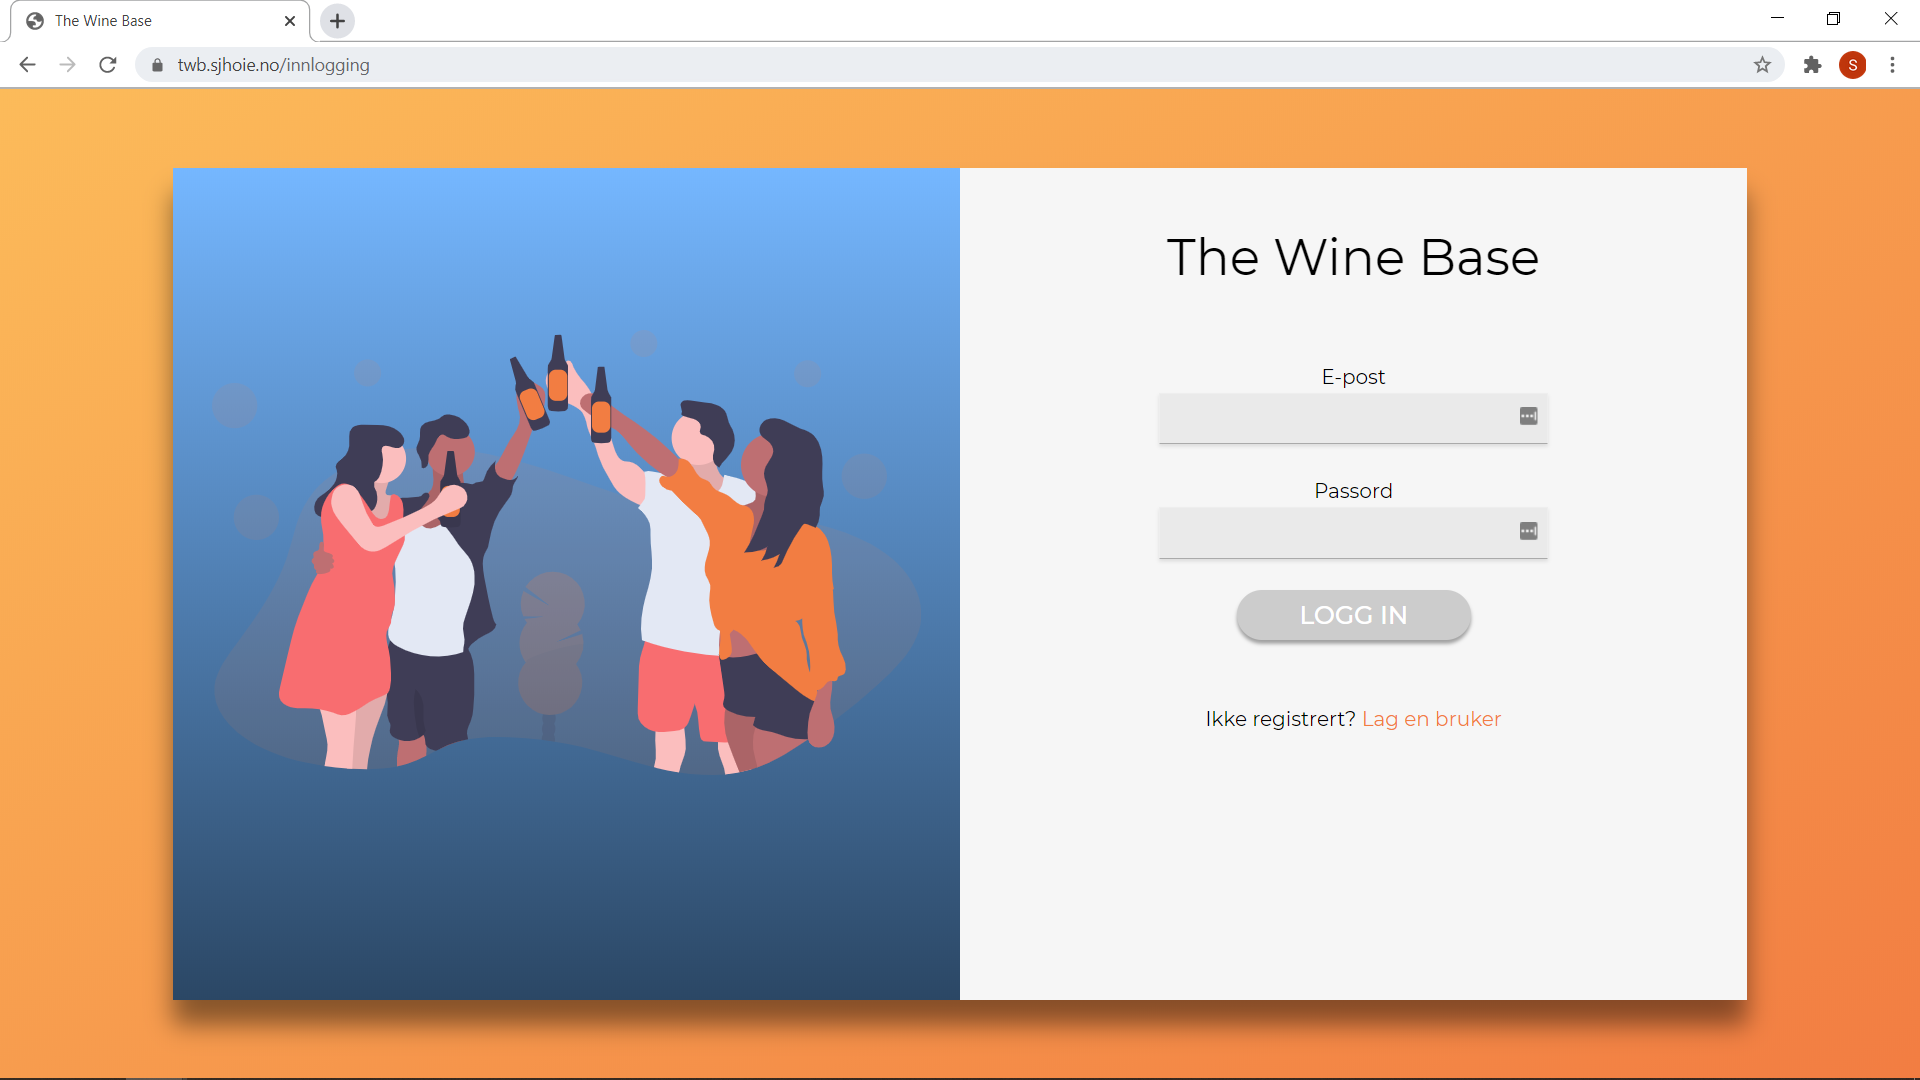 The Wine Base
twb.sjhoie.no/innlogging
S
The Wine Base
E-post
Passord
LOGG IN
Ikke registrert? Lag en bruker